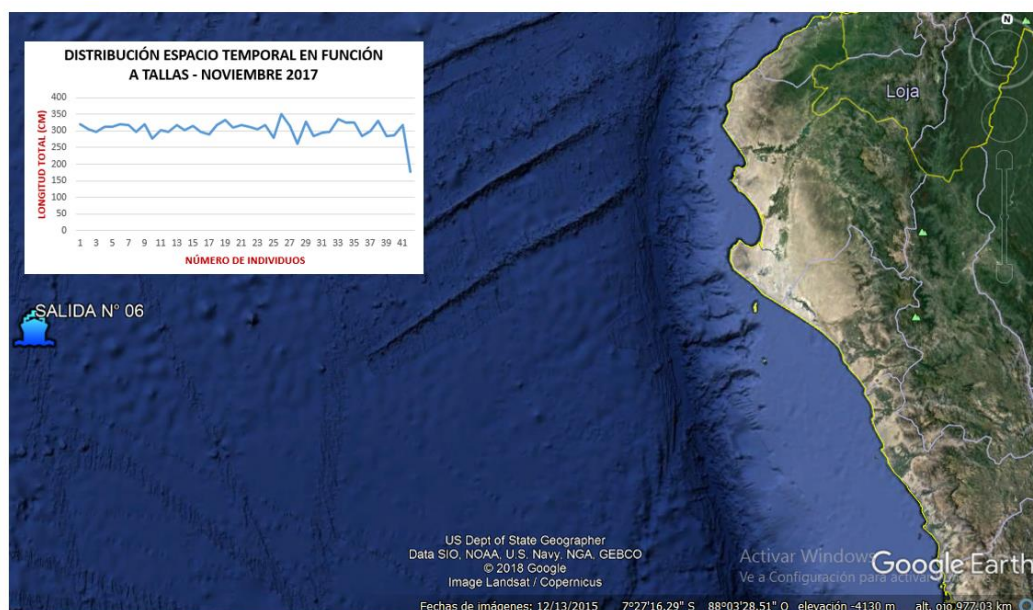 DISTRIBUCIÓN ESPACIO TEMPORAL EN FUNCIÓN
A TALLAS - NOVIEMBRE 2017
400
350
300
250
200
150
100
50
0
LONGITUD TOTAL (CM)
1 3 5 7 9 11 13 15 17 19 21 23 25 27 29 31 33 35 37 39 41
NÚMERO DE INDIVIDUOS
N
Loja
SALIDA N° 06
US Dept of State Geographer
Data SIO, NOAA, U.S. Navy, NGA, GEBCO
© 2018 Google
Image Landsat / Copernicus
Activar Windows
Ve a Configuración para activar
Google Earth
Fechas de imágenes: 12/13/2015 7°27'16.29" S 88°03'28.51" O elevación -4130 m alt. ojo 977.03 km